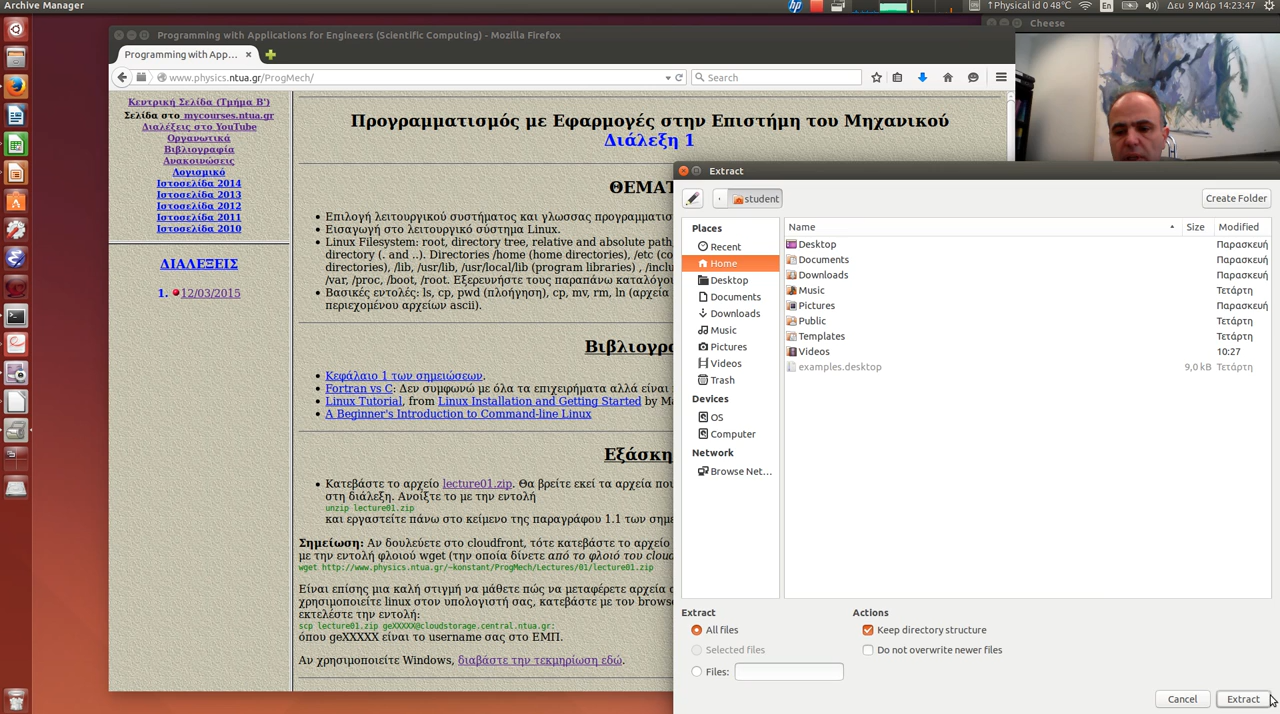 Archive Manager
↑Physical id 0 48°C
En
Δευ 9 Μάρ 14:23:47
Programming with Applications for Engineers (Scientific Computing) - Mozilla Firefox
Cheese
Programming with App...
www.physics.ntua.gr/ProgMech/
Search
Κεντρική Σελίδα (Τμήμα Β')
Σελίδα στο mycourses.ntua.gr
Διαλέξεις στο YouTube
Οργανωτικά
Βιβλιογραφία
Ανακοινώσεις
Λογισμικό
Ιστοσελίδα 2014
Ιστοσελίδα 2013
Ιστοσελίδα 2012
Ιστοσελίδα 2011
Ιστοσελίδα 2010
ΔΙΑΛΕΞΕΙΣ
1. 12/03/2015
Προγραμματισμός με Εφαρμογές στην Επιστήμη του Μηχανικού
Διάλεξη 1
ΘΕΜΑΤ
Επιλογή λειτουργικού συστήματος και γλωσσας προγραμματισ
Εισαγωγή στο λειτουργικό σύστημα Linux.
Linux Filesystem: root, directory tree, relative and absolute path,
directory (. and ..). Directories /home (home directories), /etc (co
directories), /lib, /usr/lib, /usr/local/lib (program libraries) , /inclu
/var, /proc, /boot, /root. Εξερευνήστε τους παραπάνω καταλόγου
Βασικές εντολές: ls, cp, pwd (πλοήγηση), cp, mv, rm, ln (αρχεία
περιεχομένου αρχείων ascii).
Βιβλιογρα
Κεφάλαιο 1 των σημειώσεων.
Fortran vs C: Δεν συμφωνώ με όλα τα επιχειρήματα αλλά είναι
Linux Tutorial, from Linux Installation and Getting Started by Ma
A Beginner's Introduction to Command-line Linux
Εξάσκη
Κατεβάστε το αρχείο lecture01.zip. Θα βρείτε εκεί τα αρχεία που
στη διάλεξη. Ανοίξτε το με την εντολή
unzip lecture01.zip
και εργαστείτε πάνω στο κείμενο της παραγράφου 1.1 των σημε
Σημείωση: Αν δουλεύετε στο cloudfront, τότε κατεβάστε το αρχείο
με την εντολή φλοιού wget (την οποία δίνετε από το φλοιό του cloud
wget http://www.physics.ntua.gr/~konstant/ProgMech/Lectures/01/lecture01.zip
Είναι επίσης μια καλή στιγμή να μάθετε πώς να μεταφέρετε αρχεία α
χρησιμοποιείτε linux στον υπολογιστή σας, κατεβάστε με τον browse
εκτελέστε την εντολή:
scp lecture01.zip geXXXXX@cloudstorage.central.ntua.gr:
όπου geXXXXX είναι το username σας στο ΕΜΠ.
Αν χρησιμοποιείτε Windows, διαβάστε την τεκμηρίωση εδώ.
Extract
student
Create Folder
Places
Recent
Home
Desktop
Documents
Downloads
Music
Pictures
Videos
Trash
Devices
OS
Computer
Network
Browse Net...
Name Size Modified
Desktop Παρασκευή
Documents Παρασκευή
Downloads Παρασκευή
Music Τετάρτη
Pictures Παρασκευή
Public Τετάρτη
Templates Τετάρτη
Videos 10:27
examples.desktop 9,0 kB Τετάρτη
Extract
All files
Selected files
Files:
Actions
Keep directory structure
Do not overwrite newer files
Cancel
Extract